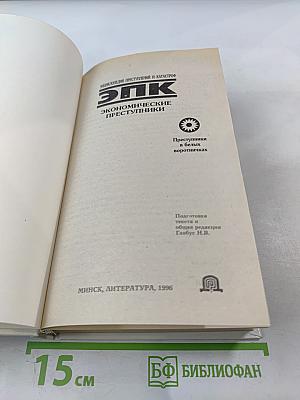 ЭНЦИКЛОПЕДИЯ ПРЕСТУПЛЕНИЙ И КАТАСТРОФ
ЭПК
ЭКОНОМИЧЕСКИЕ
ПРЕСТУПНИКИ
Преступники
в белых
воротничках
Подготовка
текста и
общая редакция
Глобус Н.В.
МИНСК, ЛИТЕРАТУРА, 1996
15 см
БФ БИБЛИОФАН